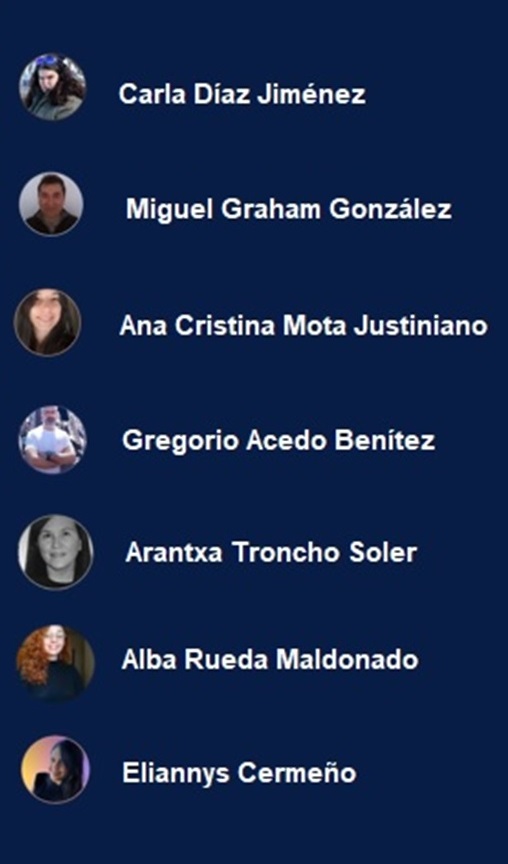 Carla Díaz Jiménez
Miguel Graham González
Ana Cristina Mota Justiniano
Gregorio Acedo Benítez
Arantxa Troncho Soler
Alba Rueda Maldonado
Eliannys Cermeño